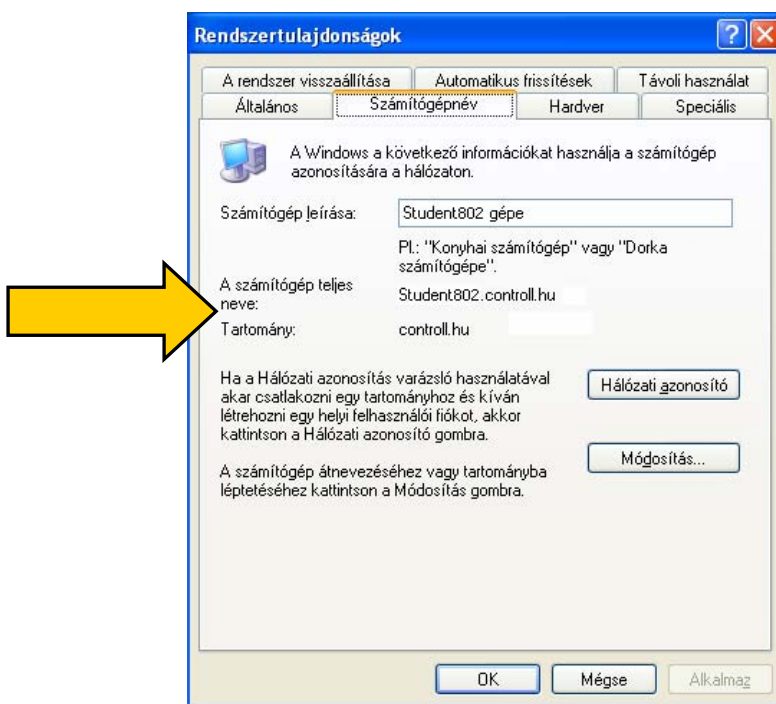 Rendszertulajdonságok
A rendszer visszaállítása Automatikus frissítések Távoli használat
Általános Számítógépnév Hardver Speciális
A Windows a következő információkat használja a számítógép
azonosítására a hálózaton.
Számítógép leírása: Student802 gépe
Pl.: "Konyhai számítógép" vagy "Dorka
számítógépe".
A számítógép teljes
neve:
Student802.controll.hu
Tartomány: controll.hu
Ha a Hálózati azonosítás varázsló használatával
akar csatlakozni egy tartományhoz és kíván
létrehozni egy helyi felhasználói fiókot, akkor
kattintson a Hálózati azonosító gombra.
Hálózati azonosító
A számítógép átnevezéséhez vagy tartományba
léptetéséhez kattintson a Módosítás gombra.
Módosítás...
OK Mégse Alkalmaz